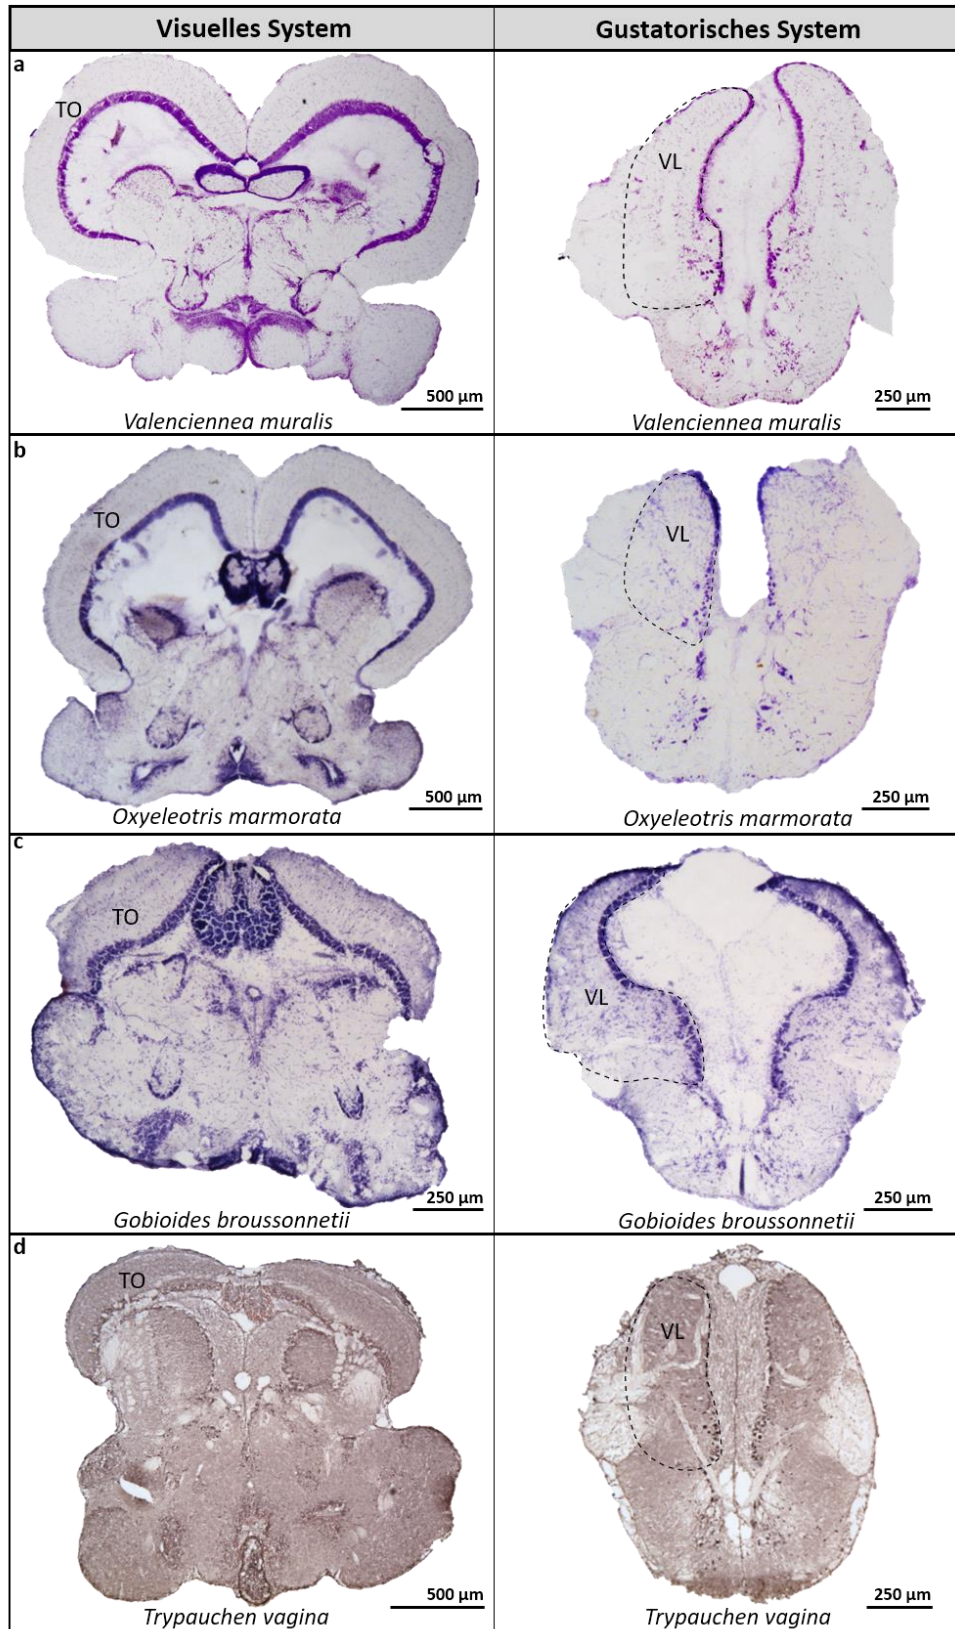 Visuelles System
Gustatorisches System
a
TO
500 µm
Valenciennea muralis
VL
250 µm
Valenciennea muralis
b
TO
500 µm
Oxyeleotris marmorata
VL
250 µm
Oxyeleotris marmorata
c
TO
250 µm
Gobioides broussonnetii
VL
250 µm
Gobioides broussonnetii
d
TO
500 µm
Trypauchen vagina
VL
250 µm
Trypauchen vagina